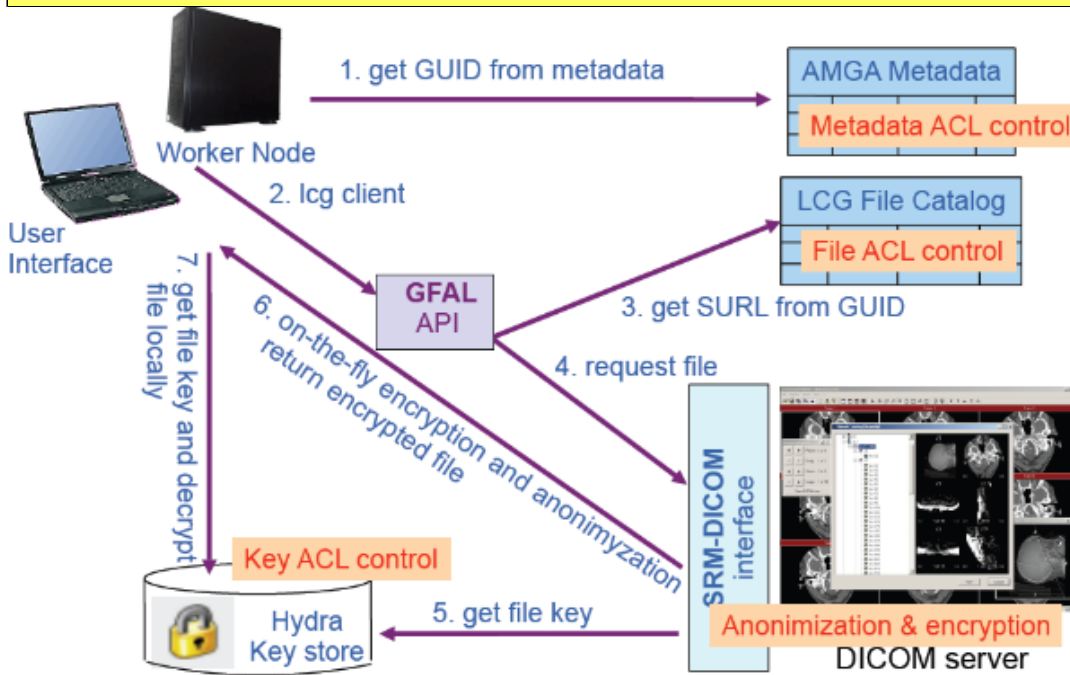 1. get GUID from metadata
AMGA Metadata
Metadata ACL control
Worker Node
2. lcg client
LCG File Catalog
File ACL control
User
Interface
GFAL
API
3. get SURL from GUID
4. request file
7. get file key and decrypt
file locally
6. on-the-fly encryption and anonimyzation
return encrypted file
SRM-DICOM
interface
Key ACL control
Hydra
Key store
5. get file key
Anonimization & encryption
DICOM server